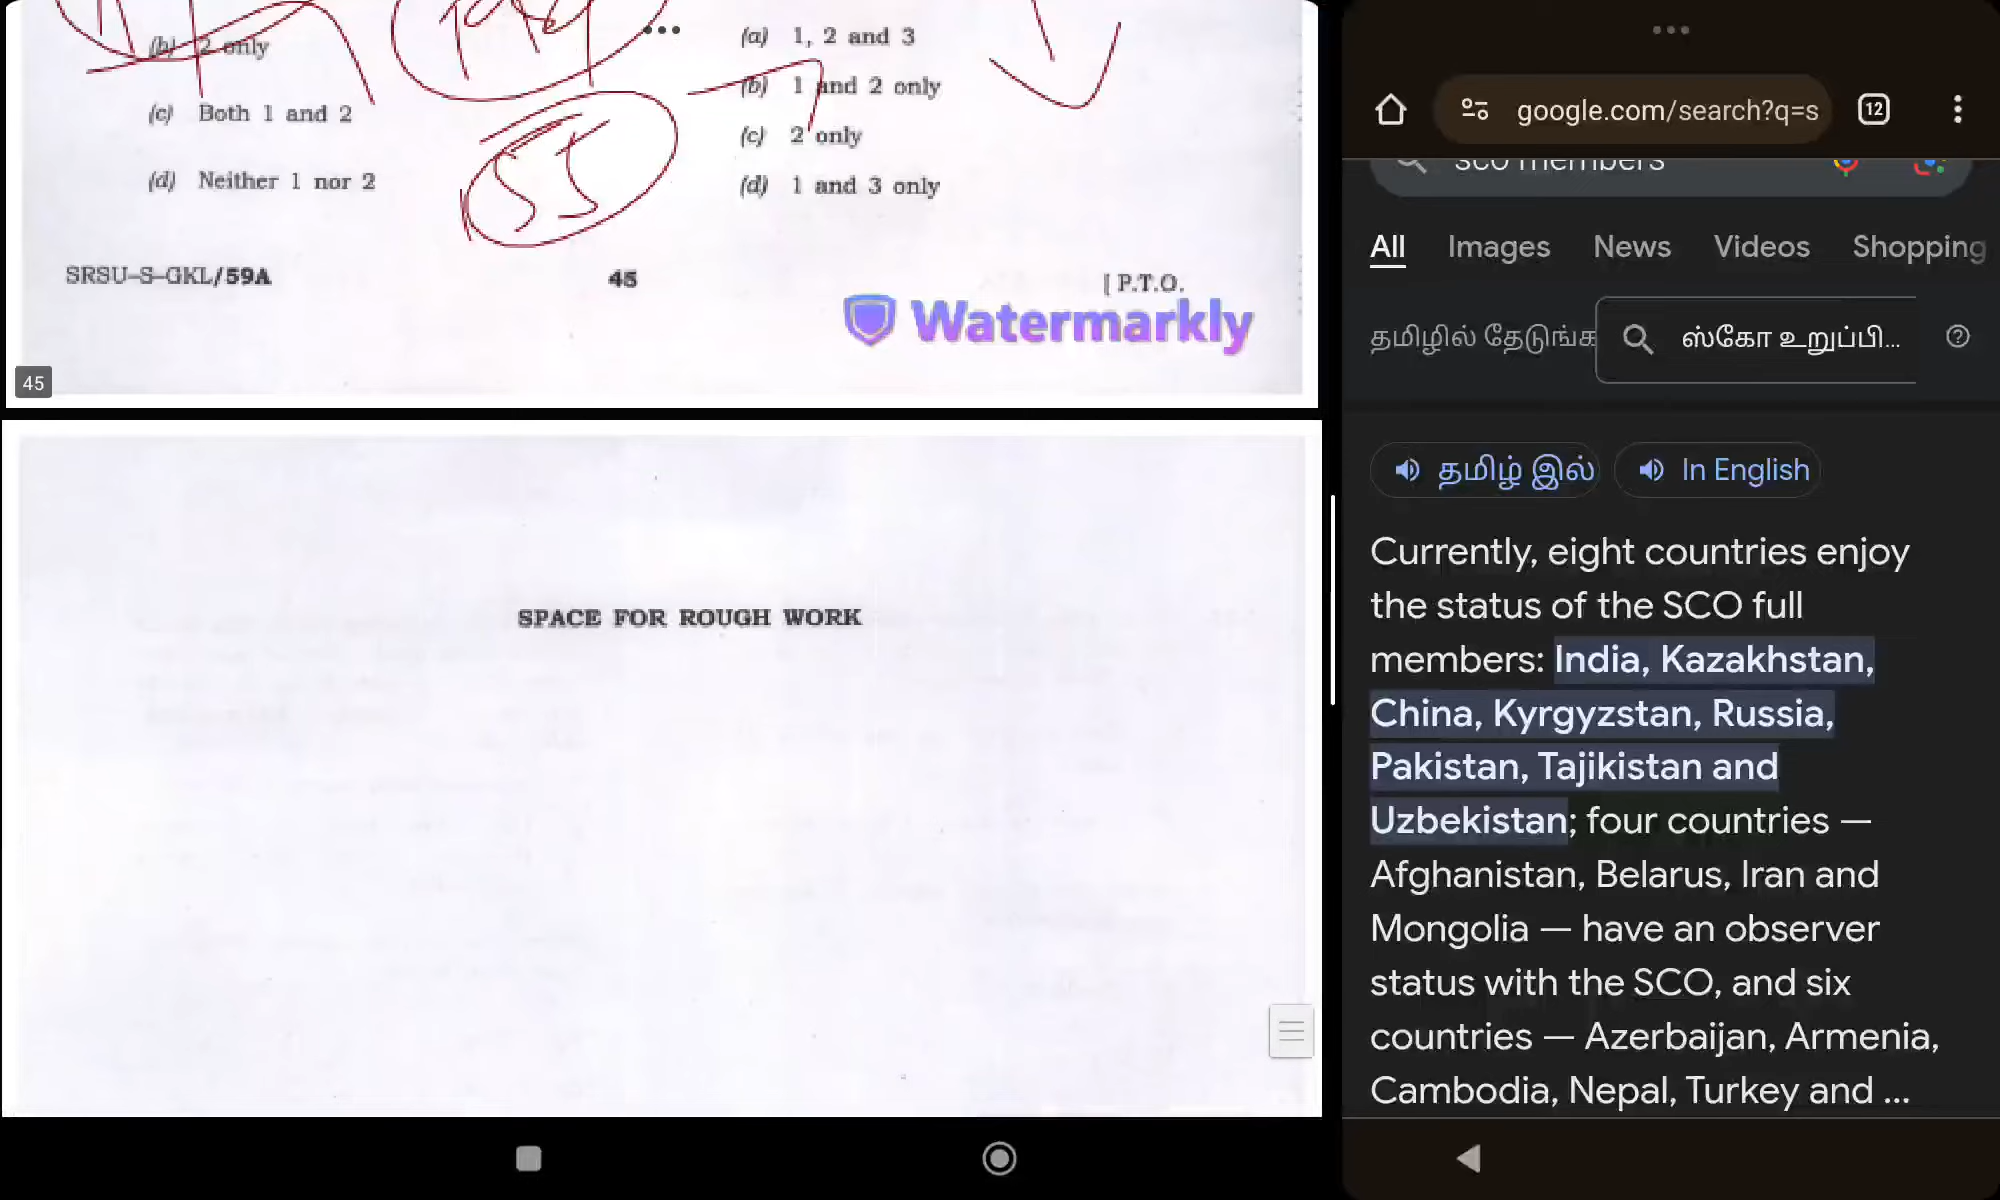 (b) 2 only
(c) Both 1 and 2
(d) Neither 1 nor 2
55
(a) 1, 2 and 3
(b) 1 and 2 only
(c) 2 only
(d) 1 and 3 only
SRSU-S-GKL/59A
45
[ P.T.O.
Watermarkly
45
SPACE FOR ROUGH WORK
google.com/search?q=s
12
sco members
All Images News Videos Shopping
தமிழில் தேடுங்க
ஸ்கோ உறுப்பி...
தமிழ் இல்
In English
Currently, eight countries enjoy
the status of the SCO full
members: India, Kazakhstan,
China, Kyrgyzstan, Russia,
Pakistan, Tajikistan and
Uzbekistan; four countries —
Afghanistan, Belarus, Iran and
Mongolia — have an observer
status with the SCO, and six
countries — Azerbaijan, Armenia,
Cambodia, Nepal, Turkey and ...